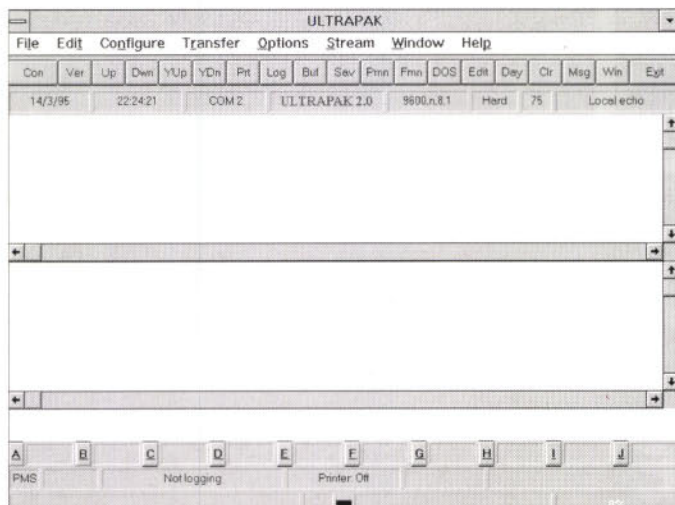 ULTRAPAK
File Edit Configure Transfer Options Stream Window Help
Con Ver Up Dwn YUp YDn Prt Log Buf Sav Pmn Fmn DOS Edit Day Clr Msg Win Exit
14/3/95 22:24:21 COM 2 ULTRAPAK 2.0 9600,n,8,1 Hard 75 Local echo
A B C D E F G H I J
PMS Not logging Printer: Off